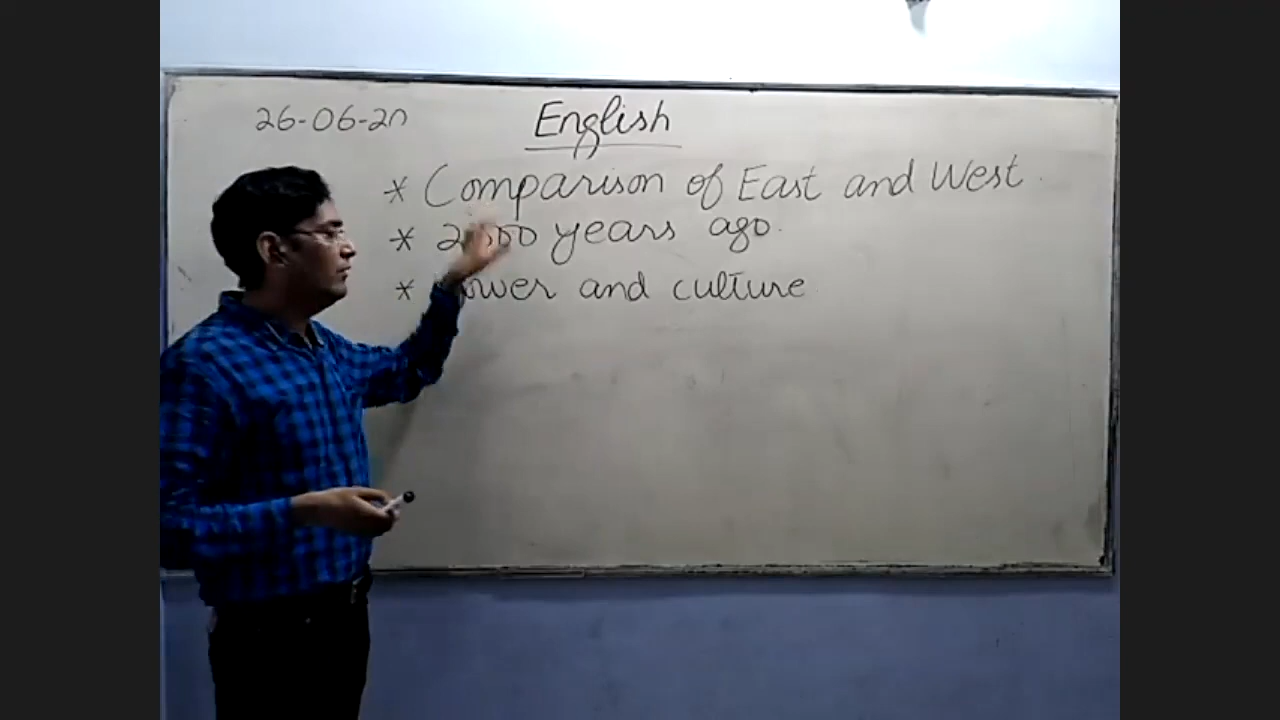 26-06-20
English
* Comparison of East and West.
* years ago.
* and culture